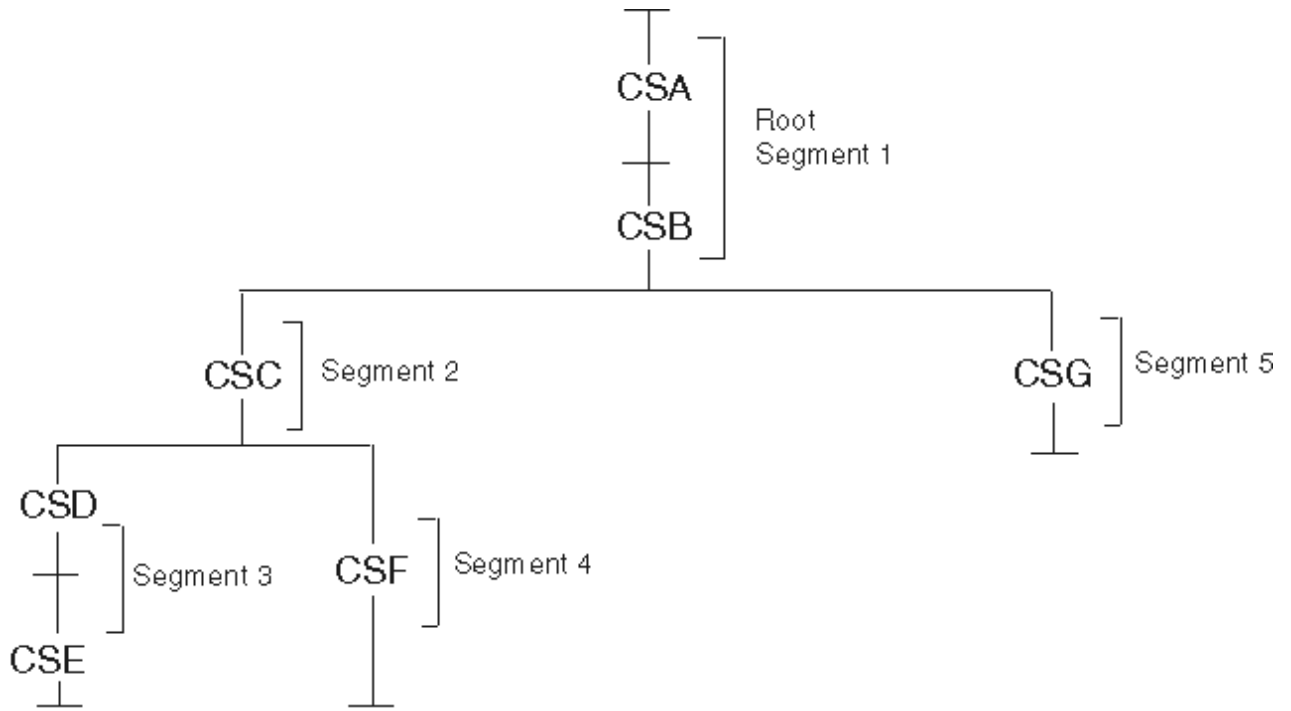 CSA
Root
Segment 1
CSB
CSC
Segment 2
CSG
Segment 5
CSD
Segment 3
CSE
CSF
Segment 4